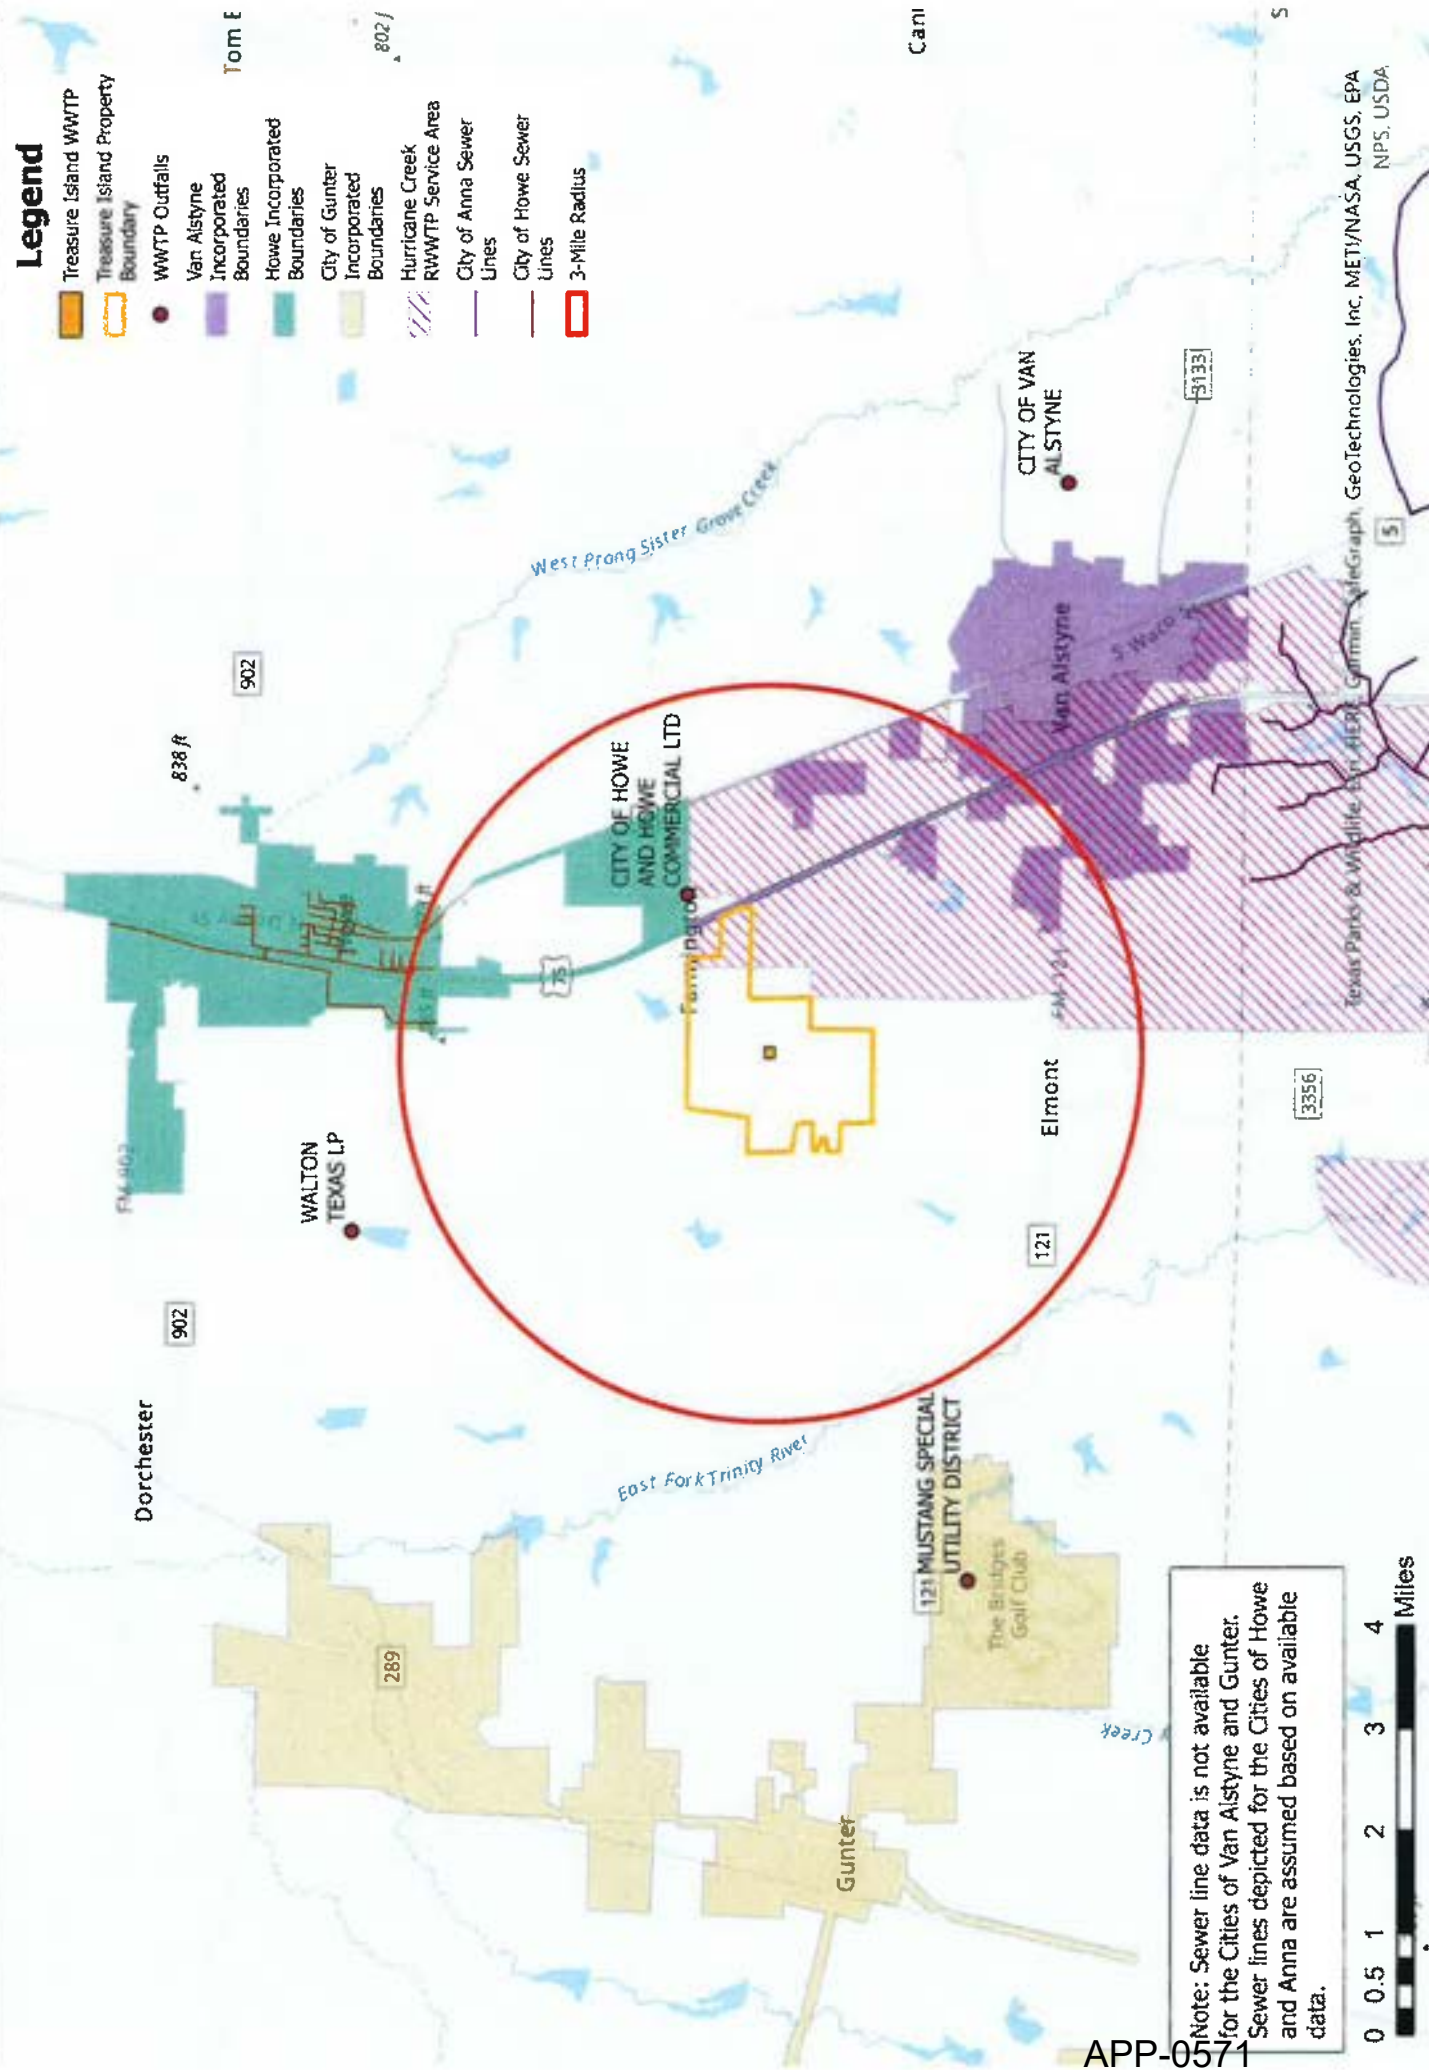 Legend
Treasure Island WWTP
Treasure Island Property
Boundary
WWTP Outfalls
Van Alstyne
Incorporated
Boundaries
Howe Incorporated
Boundaries
City of Gunter
Incorporated
Boundaries
Hurricane Creek
RWWTP Service Area
City of Anna Sewer
Lines
City of Howe Sewer
Lines
3-Mile Radius
Tom
802 f
Cani
S
Dorchester
902
FM-902
838 ft
902
WALTON
TEXAS LP
289
75
West Prong Sister Grove Creek
East Fork Trinity River
CITY OF HOWE
AND HOWE
COMMERCIAL LTD
Farmington
Gunter
121
MUSTANG SPECIAL
UTILITY DISTRICT
The Bridges
Golf Club
Creek
121
Elmont
FM-121
Van Alstyne
S Waco
CITY OF VAN
ALSTYNE
3133
3356
5
Texas Parks & Wildlife, Esri, HERE, Garmin, SafeGraph, GeoTechnologies, Inc, METI/NASA, USGS, EPA
NPS, USDA
Note: Sewer line data is not available
for the Cities of Van Alstyne and Gunter.
Sewer lines depicted for the Cities of Howe
and Anna are assumed based on available
data.
0 0.5 1 2 3 4
Miles
APP-0571